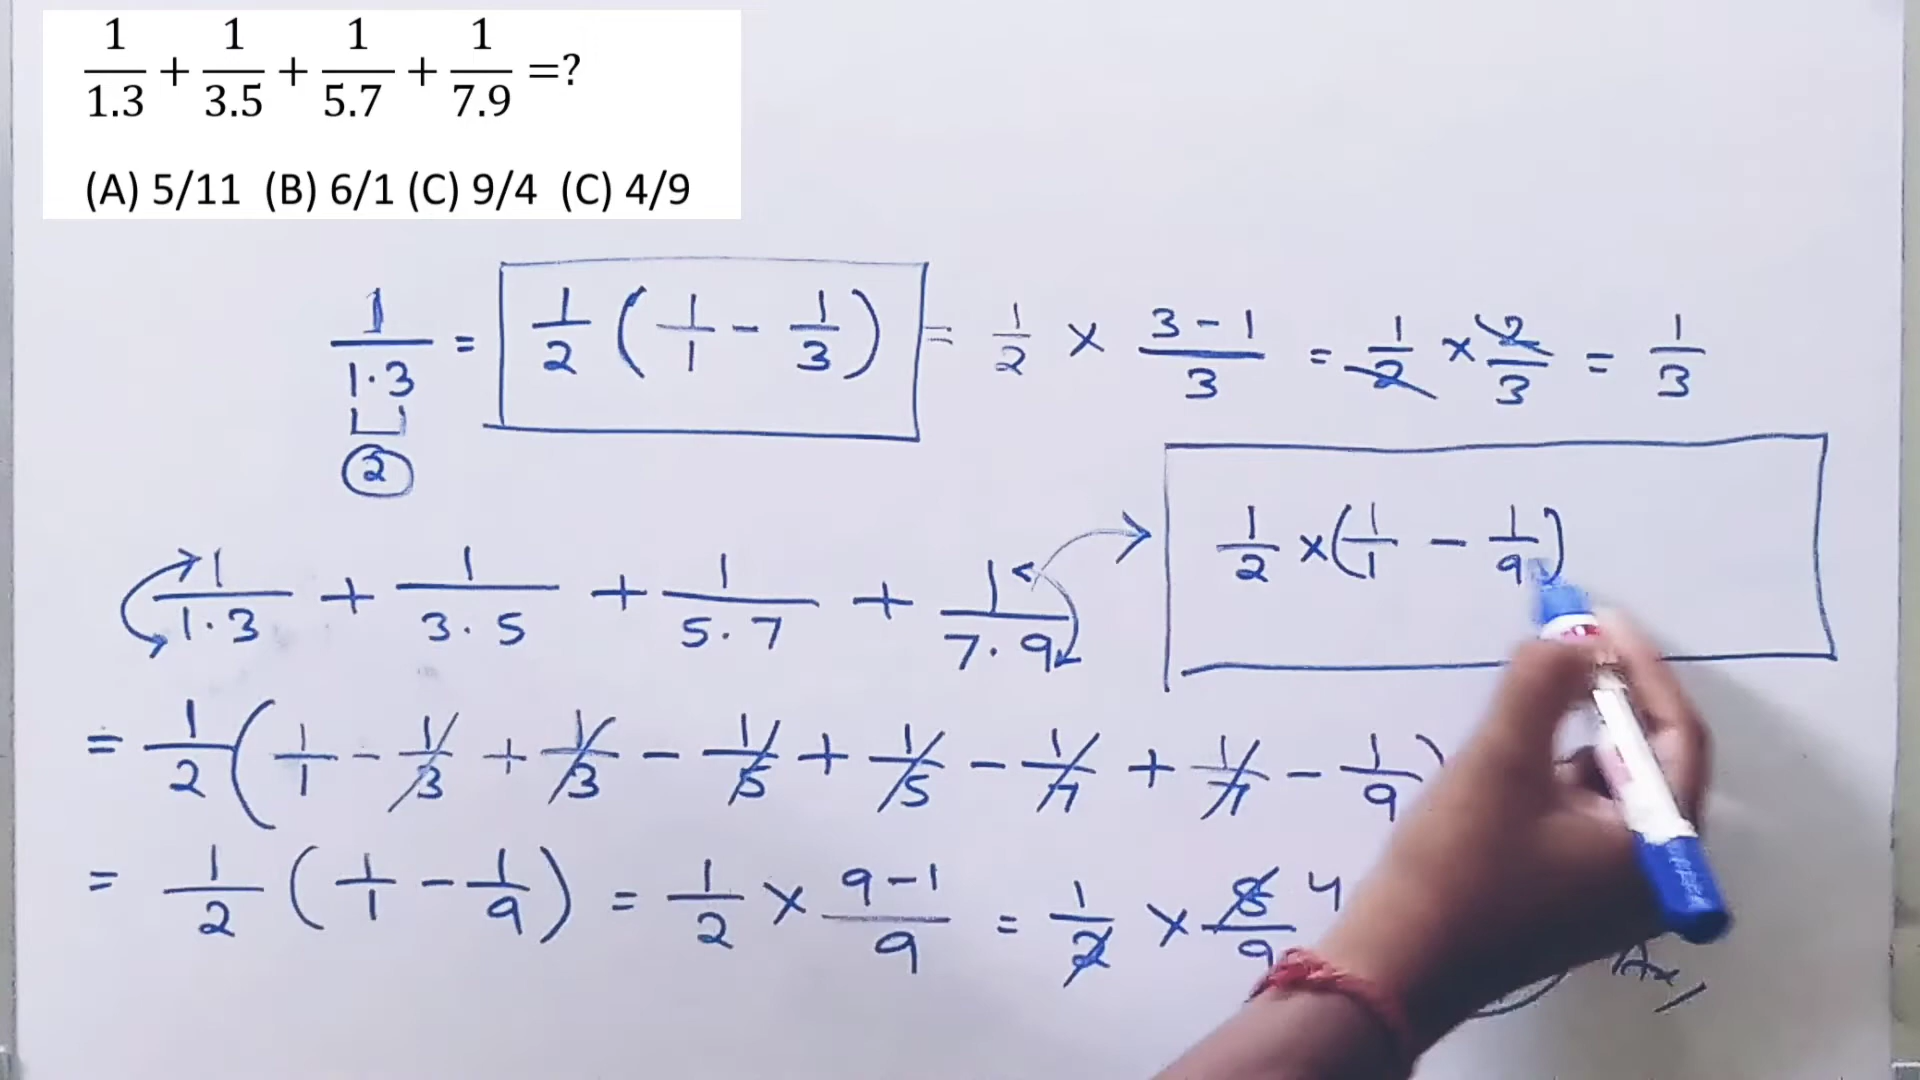 1/1.3 + 1/3.5 + 1/5.7 + 1/7.9 =?
(A) 5/11 (B) 6/1 (C) 9/4 (C) 4/9
1/1·3 = 1/2 (1/1 - 1/3) = 1/2 × 3-1/3 = 1/2 × 2/3 = 1/3
2
1/2 × (1/1 - 1/9)
1/1·3 + 1/3·5 + 1/5·7 + 1/7·9
= 1/2 (1/1 - 1/3 + 1/3 - 1/5 + 1/5 - 1/7 + 1/7 - 1/9)
= 1/2 (1/1 - 1/9) = 1/2 × 9-1/9 = 1/2 × 8/9 4